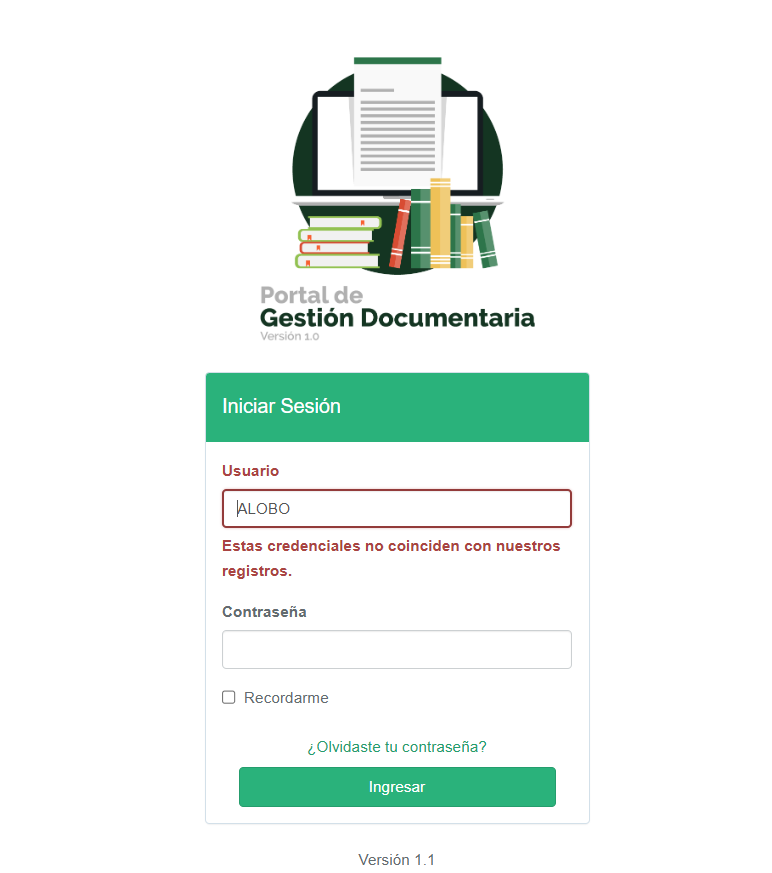 Portal de
Gestión Documentaria
Versión 1.0
Iniciar Sesión
Usuario
ALOBO
Estas credenciales no coinciden con nuestros
registros.
Contraseña
Recordarme
¿Olvidaste tu contraseña?
Ingresar
Versión 1.1